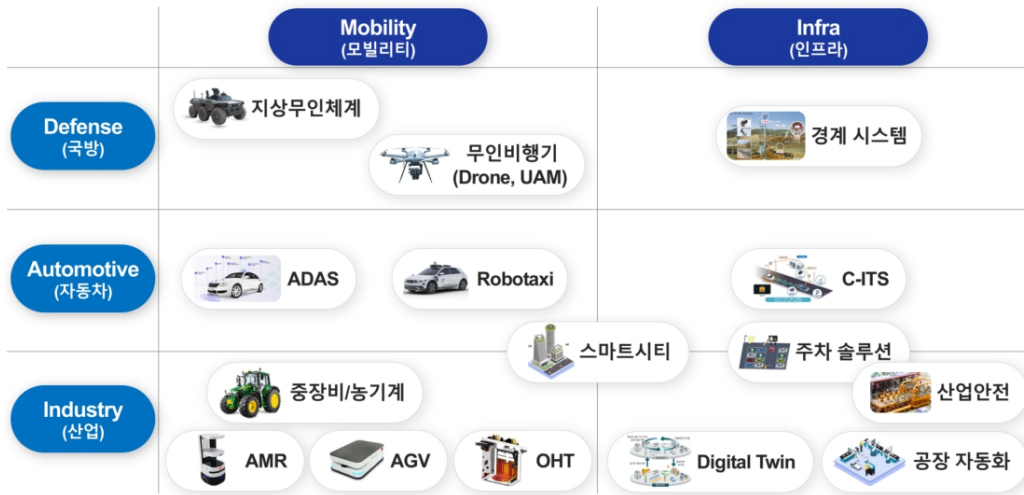 Mobility
(모빌리티)
Infra
(인프라)
Defense
(국방)
지상무인체계
무인비행기
(Drone, UAM)
경계 시스템
Automotive
(자동차)
ADAS
Robotaxi
C-ITS
스마트시티
주차 솔루션
Industry
(산업)
중장비/농기계
산업안전
AMR
AGV
OHT
Digital Twin
공장 자동화